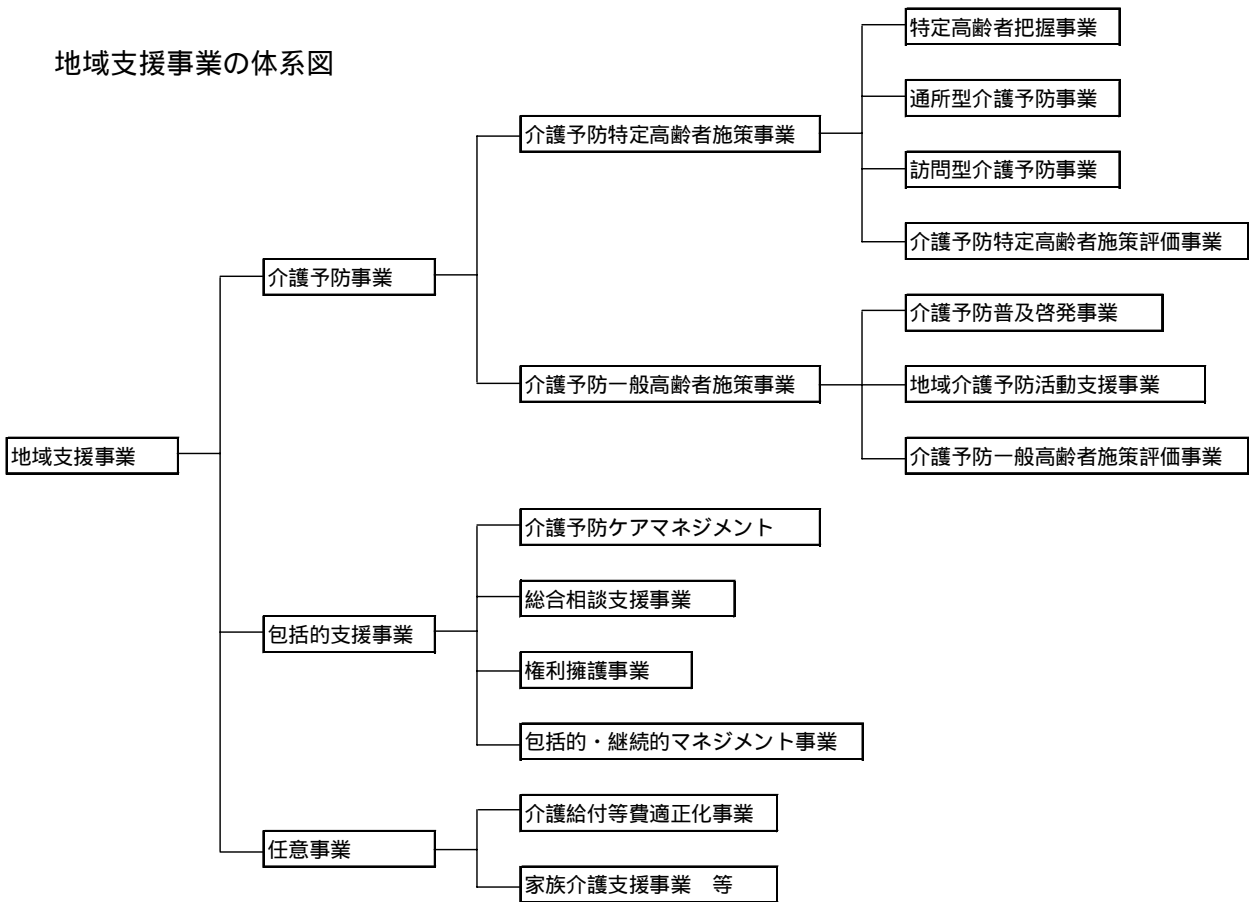 地域支援事業の体系図
特定高齢者把握事業
通所型介護予防事業
介護予防特定高齢者施策事業
訪問型介護予防事業
介護予防特定高齢者施策評価事業
介護予防事業
介護予防普及啓発事業
介護予防一般高齢者施策事業
地域介護予防活動支援事業
地域支援事業
介護予防一般高齢者施策評価事業
介護予防ケアマネジメント
総合相談支援事業
包括的支援事業
権利擁護事業
包括的・継続的マネジメント事業
介護給付等費適正化事業
任意事業
家族介護支援事業　等